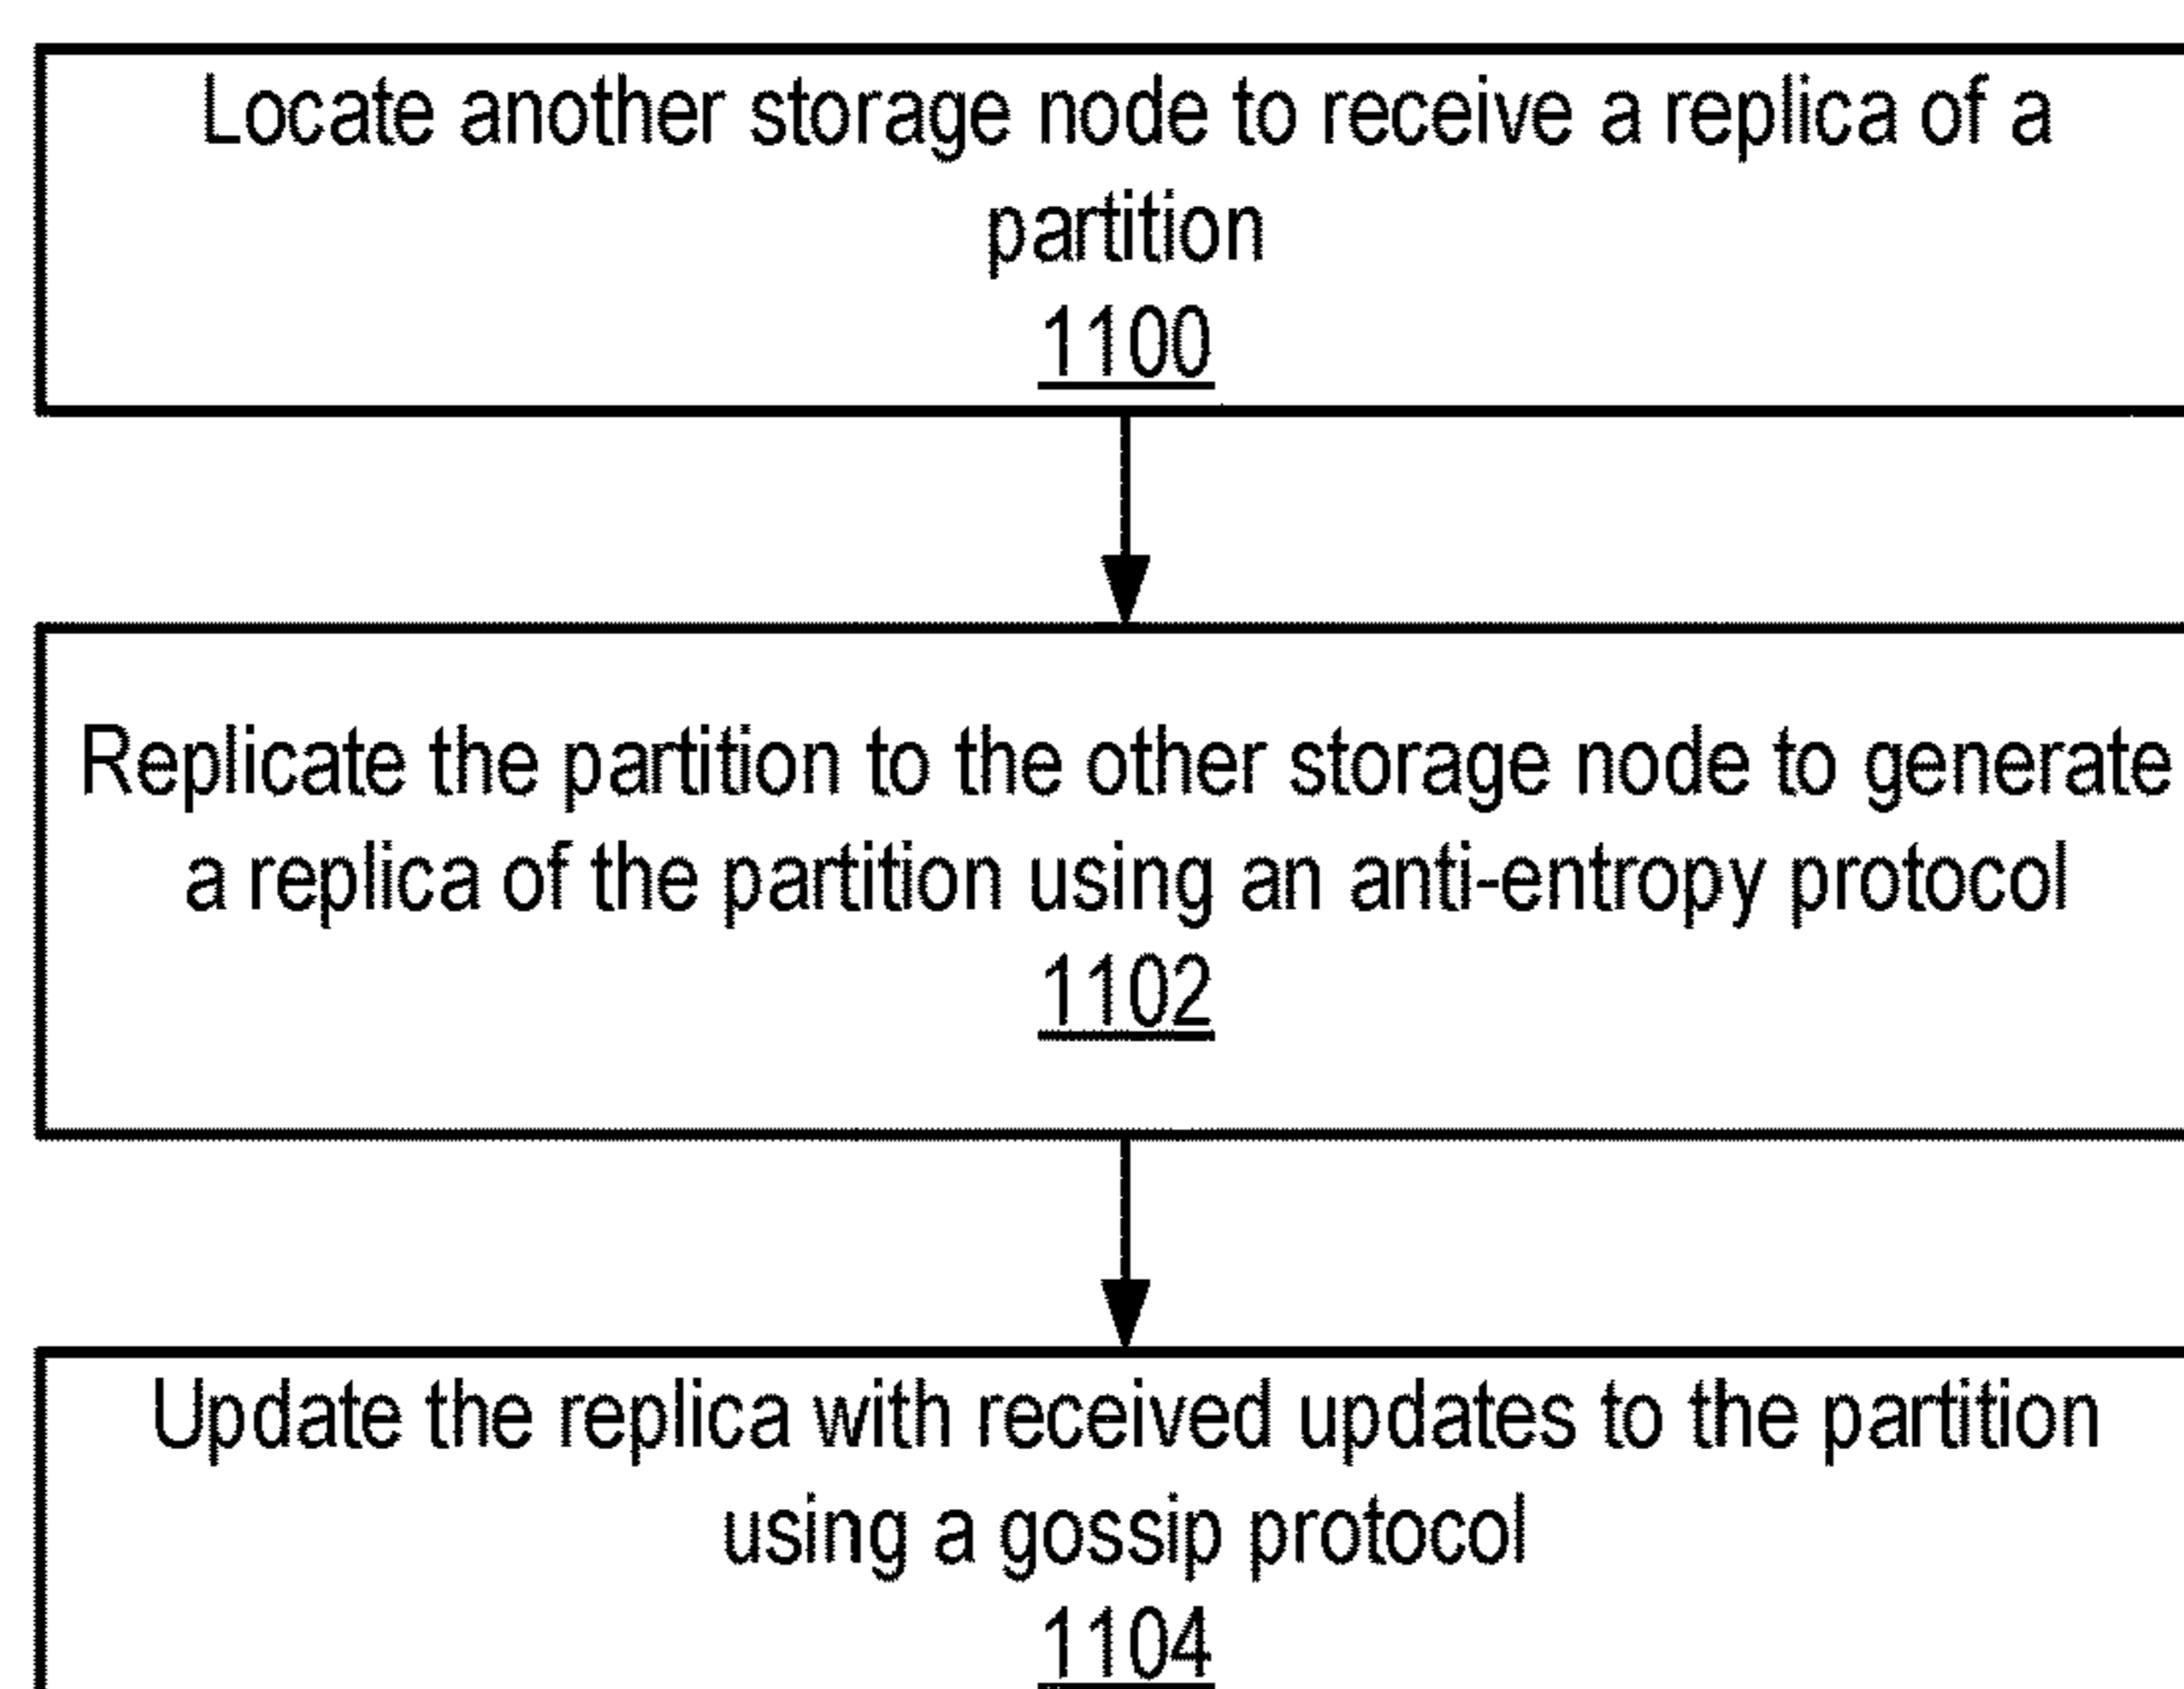 Locate another storage node to receive a replica of a
partition
1100
Replicate the partition to the other storage node to generate
a replica of the partition using an anti-entropy protocol
1102
Update the replica with received updates to the partition
using a gossip protocol
1104